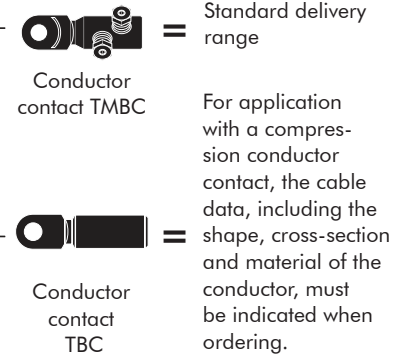 Standard delivery
range
Conductor
contact TMBC
For application
with a compres-
sion conductor
contact, the cable
data, including the
shape, cross-section
and material of the
conductor, must
be indicated when
ordering.
Conductor
contact
TBC